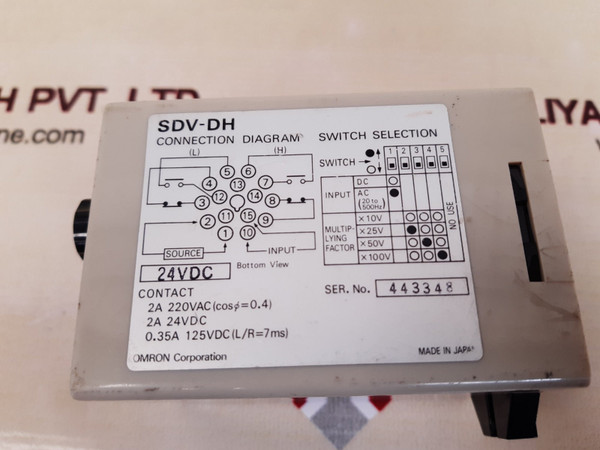 H PVT. LTD.
ne.com
LIYA
SDV-DH
CONNECTION DIAGRAM SWITCH SELECTION
(L) (H)
SWITCH → 1 2 3 4 5
5 6
4 13 7
3 12 14 8
2 11 15 9
1 10
SOURCE INPUT
Bottom View
24VDC
INPUT DC
AC (20 to 500Hz)
MULTIP-LYING FACTOR ×10V
×25V
×50V
×100V
NO USE
CONTACT
2A 220VAC(cosφ=0.4)
2A 24VDC
0.35A 125VDC(L/R=7ms)
SER. No. 443348
OMRON Corporation
MADE IN JAPAN